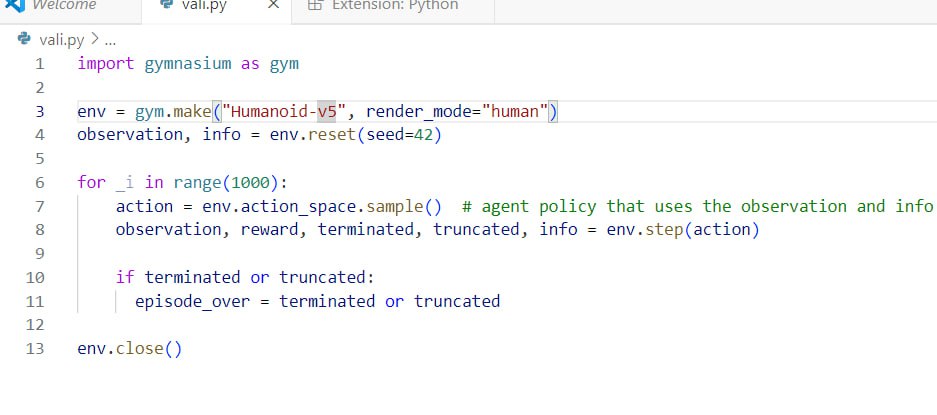 Welcome vali.py Extension: Python
vali.py > ...
1 import gymnasium as gym
2
3 env = gym.make("Humanoid-v5", render_mode="human")
4 observation, info = env.reset(seed=42)
5
6 for _i in range(1000):
7 action = env.action_space.sample()  # agent policy that uses the observation and info
8 observation, reward, terminated, truncated, info = env.step(action)
9
10 if terminated or truncated:
11 episode_over = terminated or truncated
12
13 env.close()